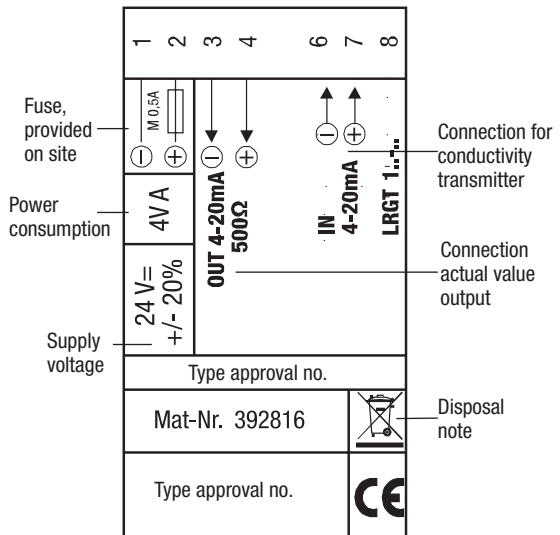 1 2 3 4 6 7 8
Fuse,
provided
on site
M 0,5A
Power
consumption
4VA
24 V=
+/- 20%
Supply
voltage
OUT 4-20mA
500Ω
IN
4-20mA
LRGT 1..-..
Connection for
conductivity
transmitter
Connection
actual value
output
Type approval no.
Mat-Nr. 392816
Disposal
note
Type approval no.
CE